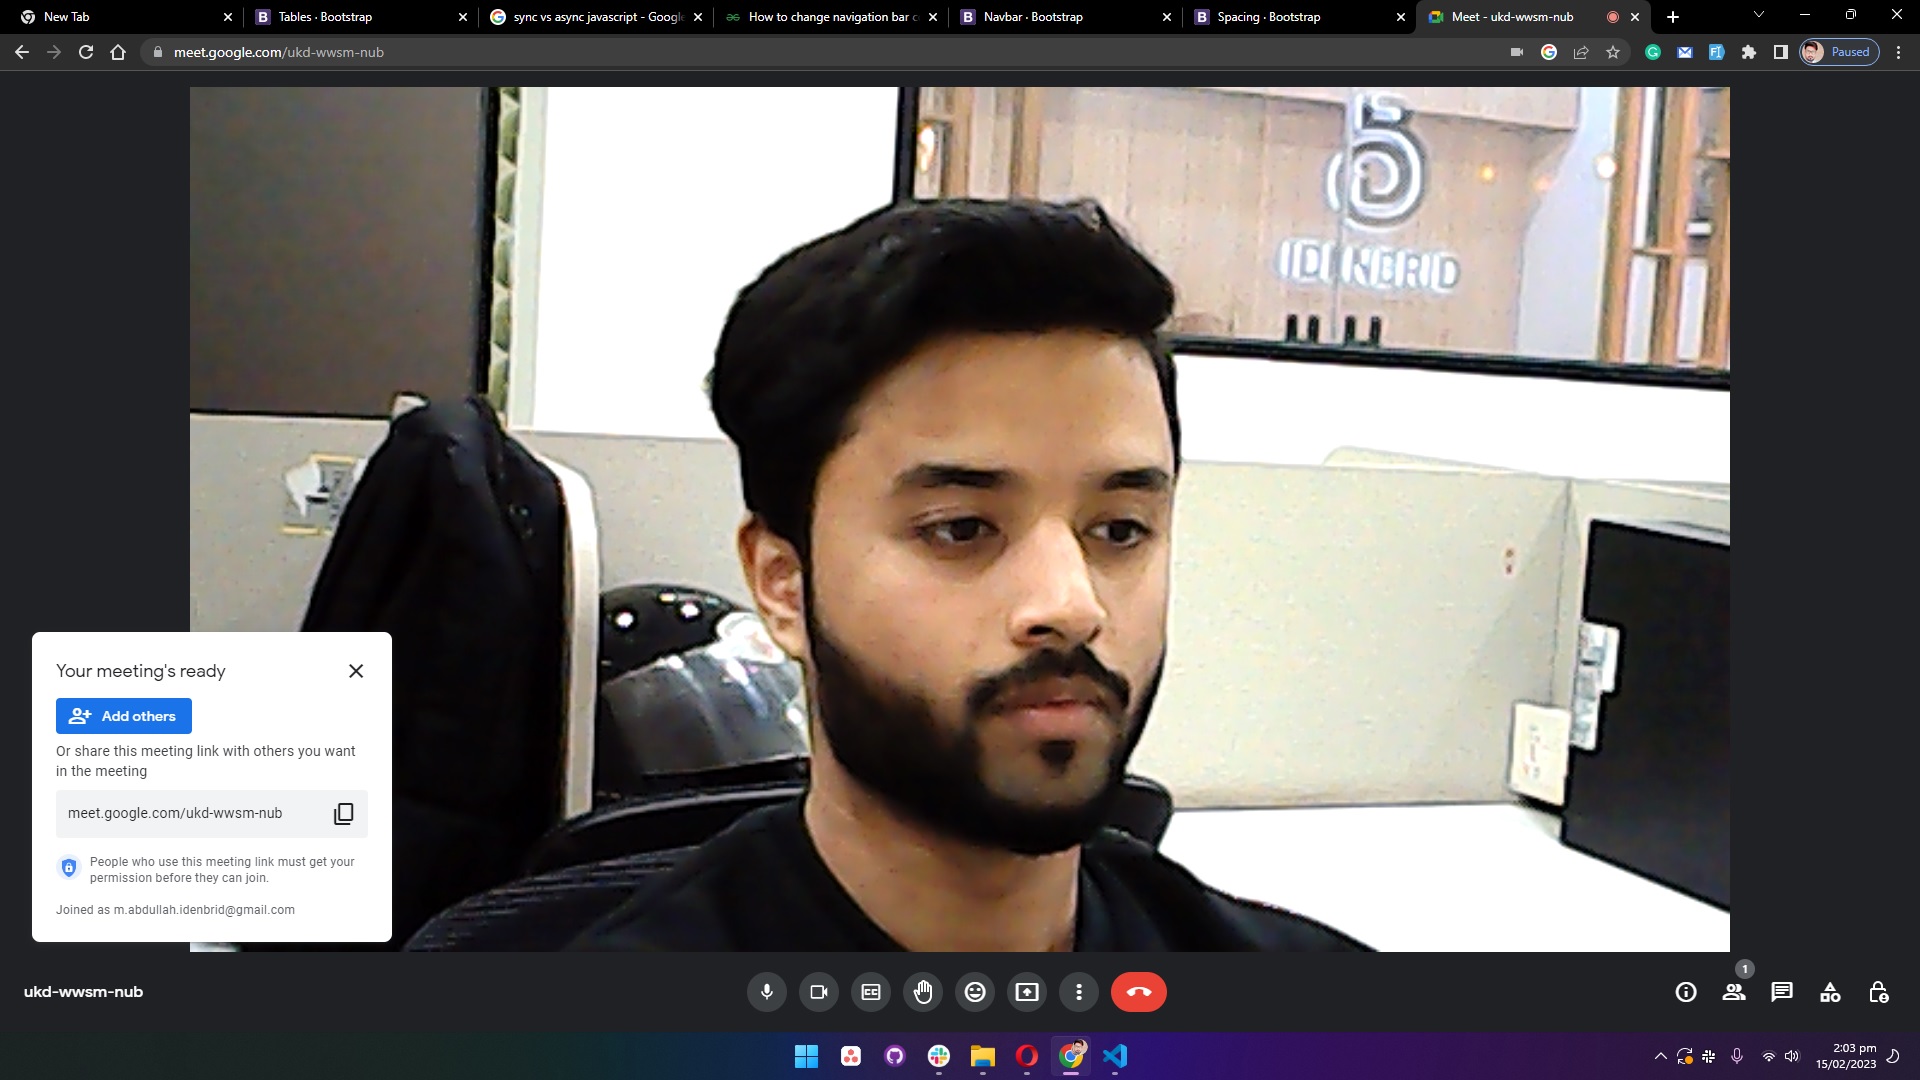 New Tab
Tables · Bootstrap
sync vs async javascript - Google
How to change navigation bar c
Navbar · Bootstrap
Spacing · Bootstrap
Meet - ukd-wwsm-nub
meet.google.com/ukd-wwsm-nub
Paused
IDENBRID
Your meeting's ready
Add others
Or share this meeting link with others you want
in the meeting
meet.google.com/ukd-wwsm-nub
People who use this meeting link must get your
permission before they can join.
Joined as m.abdullah.idenbrid@gmail.com
ukd-wwsm-nub
CC
1
2:03 pm
15/02/2023